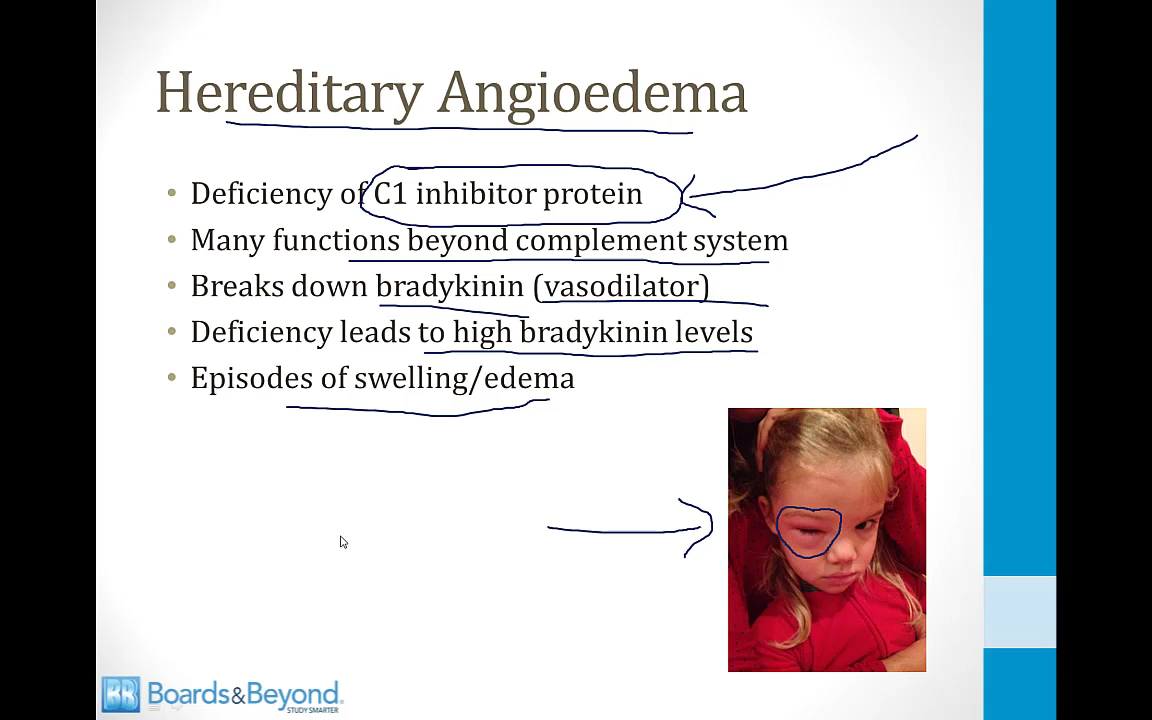 Hereditary Angioedema
• Deficiency of C1 inhibitor protein
• Many functions beyond complement system
• Breaks down bradykinin (vasodilator)
• Deficiency leads to high bradykinin levels
• Episodes of swelling/edema
BB Boards&Beyond.
STUDY SMARTER